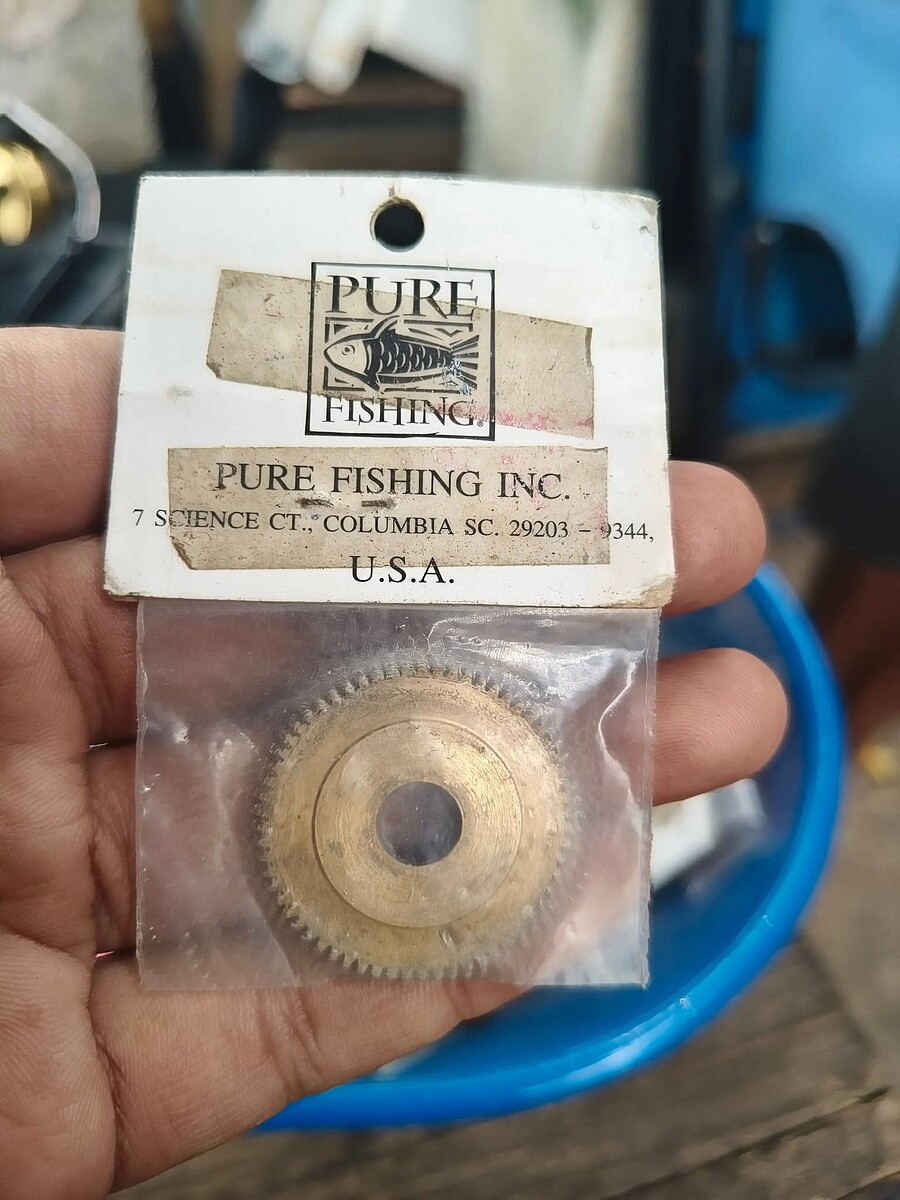 PURE
FISHING®
PURE FISHING INC.
7 SCIENCE CT., COLUMBIA SC. 29203 – 9344,
U.S.A.